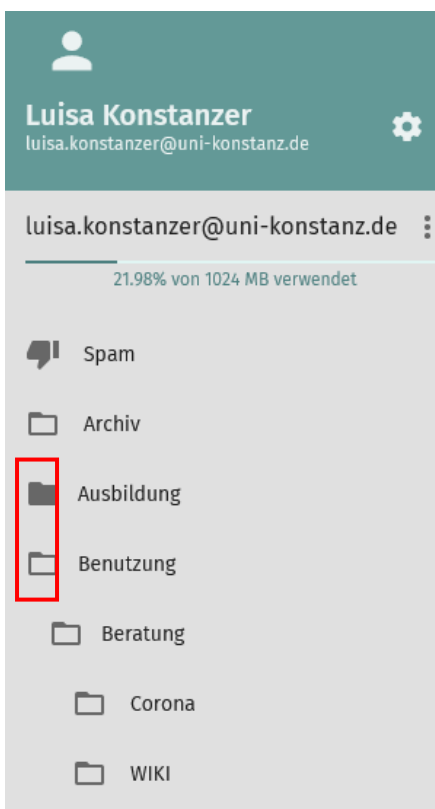 Luisa Konstanzer
luisa.konstanzer@uni-konstanz.de
luisa.konstanzer@uni-konstanz.de
21.98% von 1024 MB verwendet
Spam
Archiv
Ausbildung
Benutzung
Beratung
Corona
WIKI